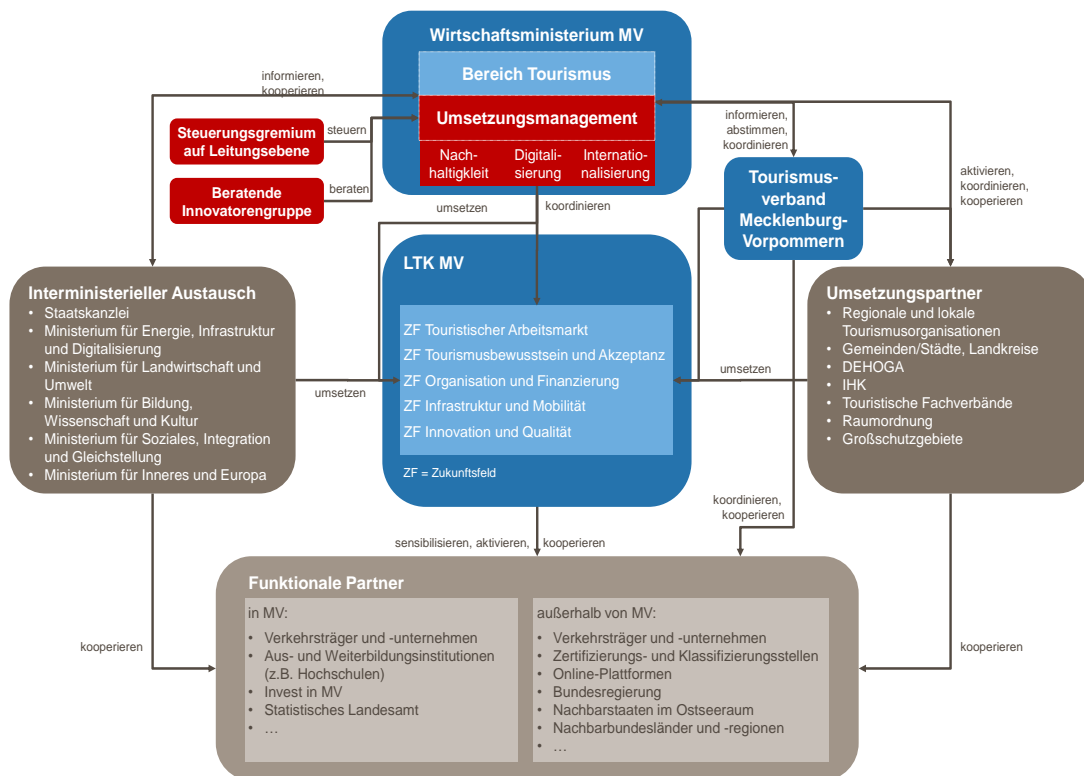 Wirtschaftsministerium MV
Bereich Tourismus
Umsetzungsmanagement
Nach-
haltigkleit
Digitali-
sierung
Internatio-
nalisierung
informieren,
kooperieren
Steuerungsgremium
auf Leitungsebene
steuern
Beratende
Innovatorengruppe
beraten
informieren,
abstimmen,
koordinieren
Tourismus-
verband
Mecklenburg-
Vorpommern
aktivieren,
koordinieren,
kooperieren
umsetzen
koordinieren
LTK MV
ZF Touristischer Arbeitsmarkt
ZF Tourismusbewusstsein und Akzeptanz
ZF Organisation und Finanzierung
ZF Infrastruktur und Mobilität
ZF Innovation und Qualität
ZF = Zukunftsfeld
Interministerieller Austausch
• Staatskanzlei
• Ministerium für Energie, Infrastruktur
und Digitalisierung
• Ministerium für Landwirtschaft und
Umwelt
• Ministerium für Bildung,
Wissenschaft und Kultur
• Ministerium für Soziales, Integration
und Gleichstellung
• Ministerium für Inneres und Europa
umsetzen
umsetzen
Umsetzungspartner
• Regionale und lokale
Tourismusorganisationen
• Gemeinden/Städte, Landkreise
• DEHOGA
• IHK
• Touristische Fachverbände
• Raumordnung
• Großschutzgebiete
koordinieren,
kooperieren
sensibilisieren, aktivieren, kooperieren
kooperieren
kooperieren
Funktionale Partner
in MV:
• Verkehrsträger und -unternehmen
• Aus- und Weiterbildungsinstitutionen
(z.B. Hochschulen)
• Invest in MV
• Statistisches Landesamt
• …
außerhalb von MV:
• Verkehrsträger und -unternehmen
• Zertifizierungs- und Klassifizierungsstellen
• Online-Plattformen
• Bundesregierung
• Nachbarstaaten im Ostseeraum
• Nachbarbundesländer und -regionen
• …